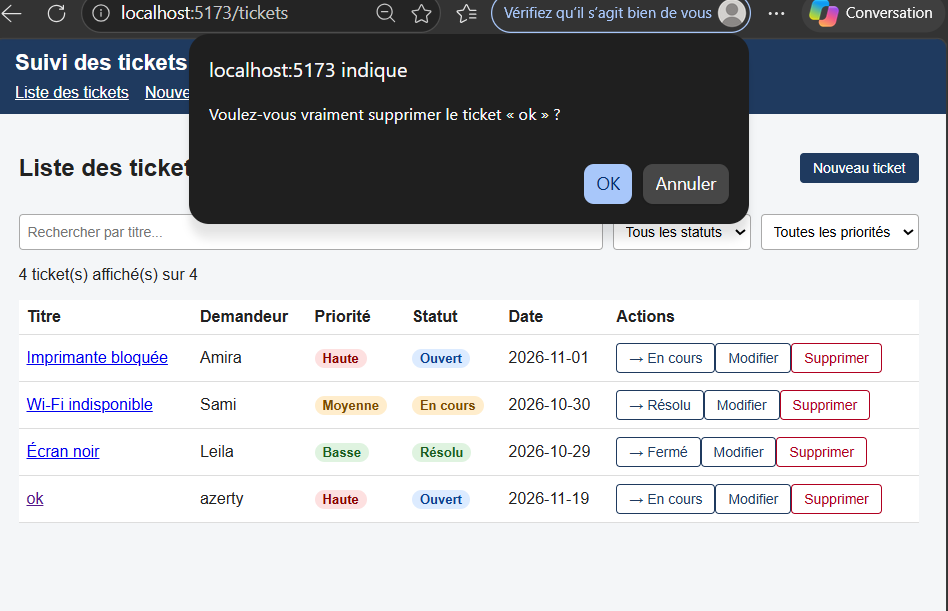 localhost:5173/tickets
Vérifiez qu'il s'agit bien de vous
Conversation
Suivi des tickets
Liste des tickets Nouve
localhost:5173 indique
Voulez-vous vraiment supprimer le ticket « ok » ?
OK Annuler
Liste des ticket
Nouveau ticket
Rechercher par titre... Tous les statuts Toutes les priorités
4 ticket(s) affiché(s) sur 4
Titre Demandeur Priorité Statut Date Actions
Imprimante bloquée Amira Haute Ouvert 2026-11-01 → En cours Modifier Supprimer
Wi-Fi indisponible Sami Moyenne En cours 2026-10-30 → Résolu Modifier Supprimer
Écran noir Leila Basse Résolu 2026-10-29 → Fermé Modifier Supprimer
ok azerty Haute Ouvert 2026-11-19 → En cours Modifier Supprimer